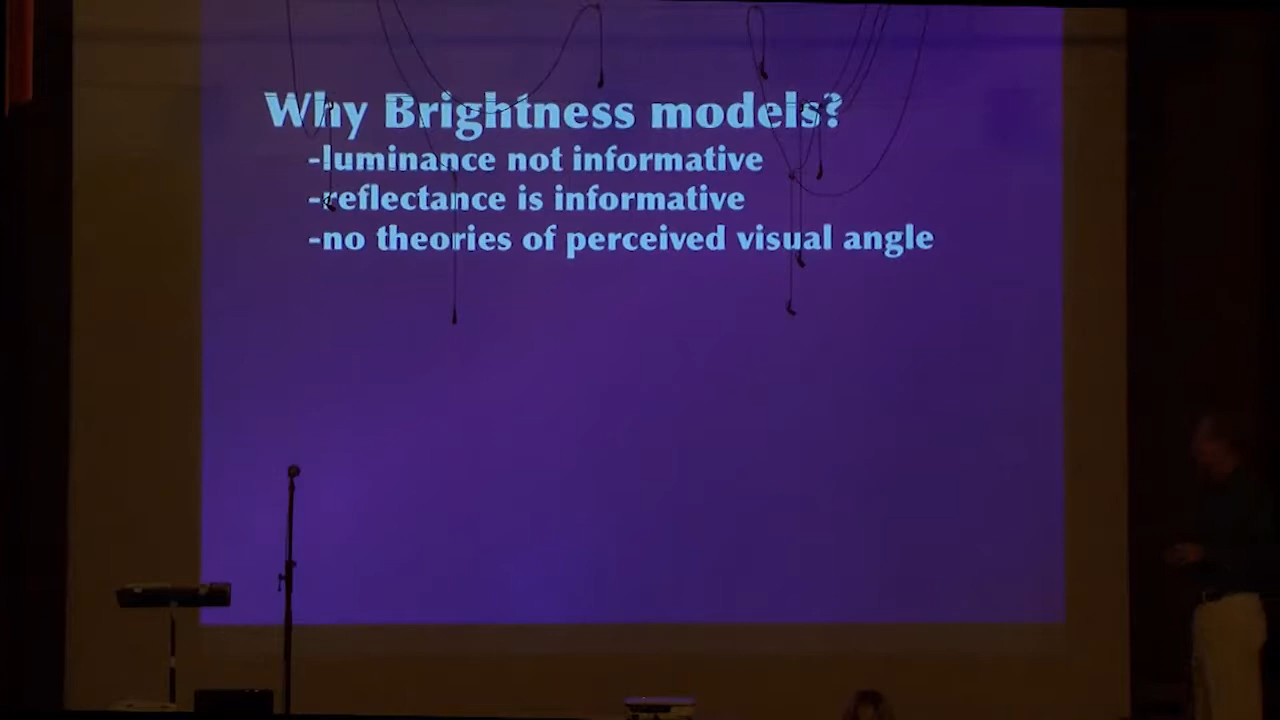 Why Brightness models?
-luminance not informative
-reflectance is informative
-no theories of perceived visual angle